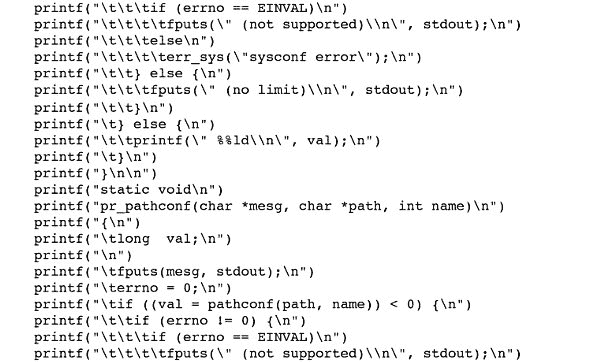 printf("\t\t\tif (errno == EINVAL)\n")
printf("\t\t\t\tfputs(\" (not supported)\\n\", stdout);\n")
printf("\t\t\telse\n")
printf("\t\t\t\terr_sys(\"sysconf error\");\n")
printf("\t\t} else {\n")
printf("\t\t\tfputs(\" (no limit)\\n\", stdout);\n")
printf("\t\t}\n")
printf("\t} else {\n")
printf("\t\tprintf(\" %%ld\\n\", val);\n")
printf("\t}\n")
printf("}\n\n")
printf("static void\n")
printf("pr_pathconf(char *mesg, char *path, int name)\n")
printf("{\n")
printf("\tlong  val;\n")
printf("\n")
printf("\tfputs(mesg, stdout);\n")
printf("\terrno = 0;\n")
printf("\tif ((val = pathconf(path, name)) < 0) {\n")
printf("\t\tif (errno != 0) {\n")
printf("\t\t\tif (errno == EINVAL)\n")
printf("\t\t\t\tfputs(\" (not supported)\\n\", stdout);\n")